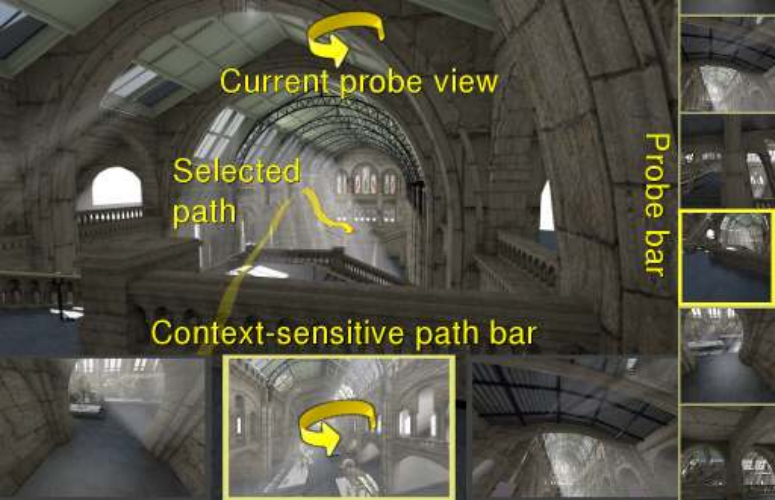 Current probe view
Selected
path
Probe bar
Context-sensitive path bar